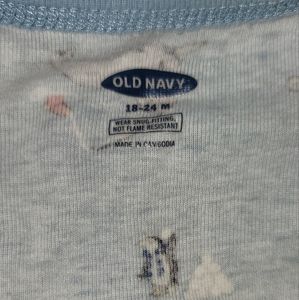 OLD NAVY
18-24 M
WEAR SNUG-FITTING,
NOT FLAME RESISTANT
MADE IN CAMBODIA